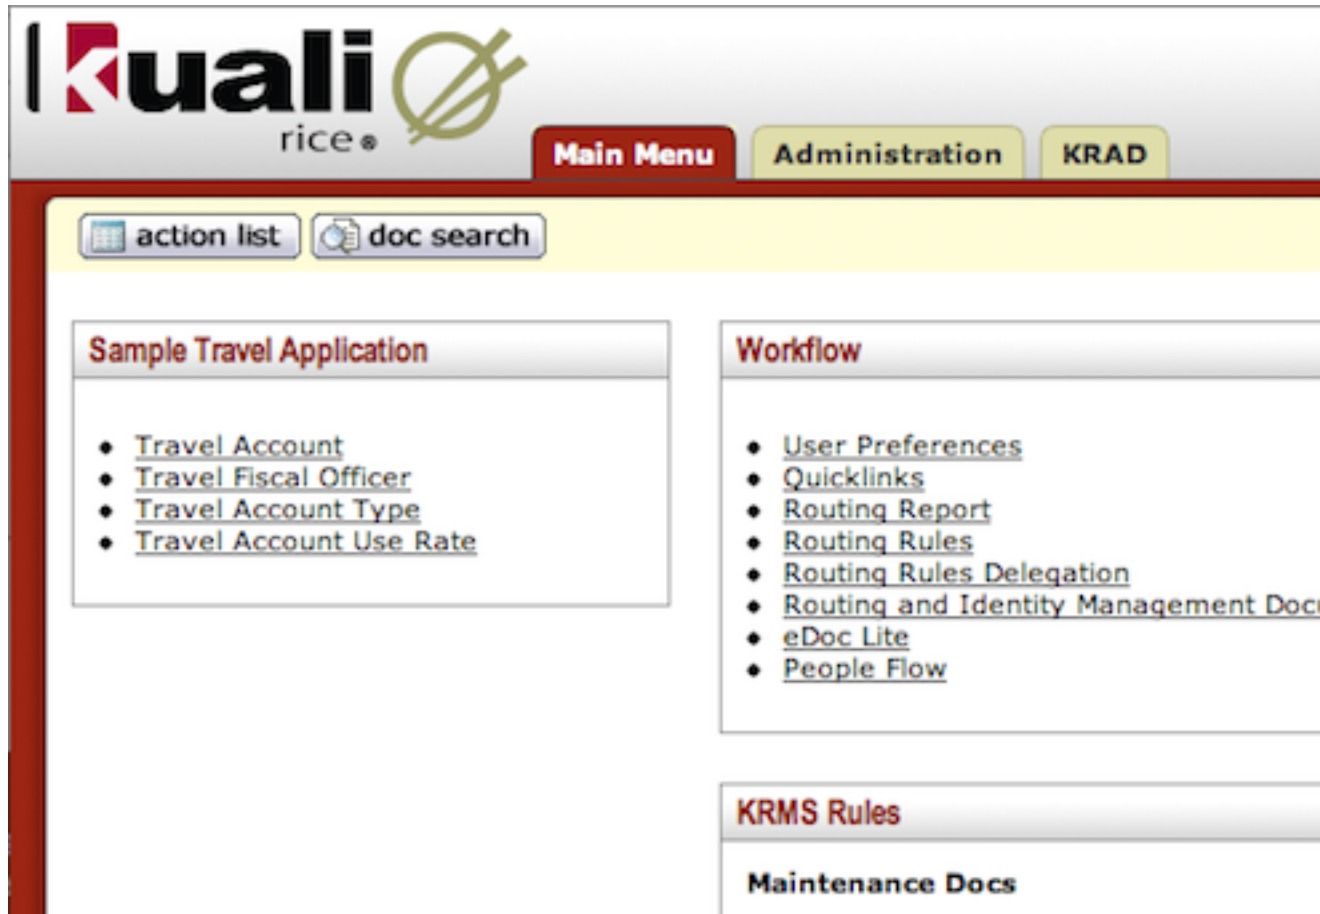 Kuali
rice®
Main Menu
Administration
KRAD
action list
doc search
Sample Travel Application
Travel Account
Travel Fiscal Officer
Travel Account Type
Travel Account Use Rate
Workflow
User Preferences
Quicklinks
Routing Report
Routing Rules
Routing Rules Delegation
Routing and Identity Management
eDoc Lite
People Flow
KRMS Rules
Maintenance Docs